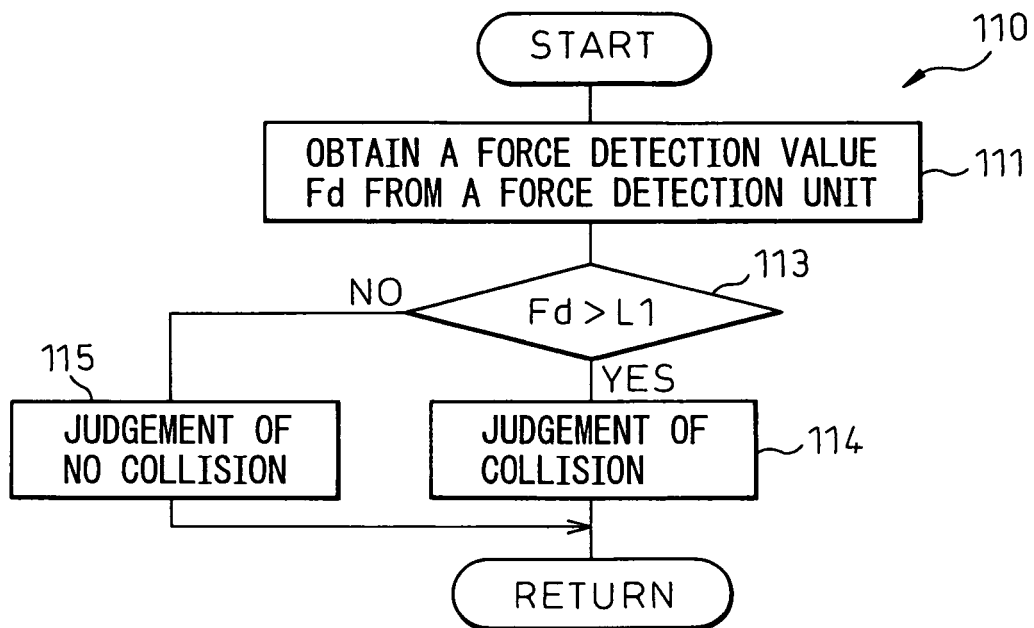 START
110
OBTAIN A FORCE DETECTION VALUE
Fd FROM A FORCE DETECTION UNIT
111
113
NO
Fd > L1
115
YES
JUDGEMENT OF
NO COLLISION
JUDGEMENT OF
COLLISION
114
RETURN